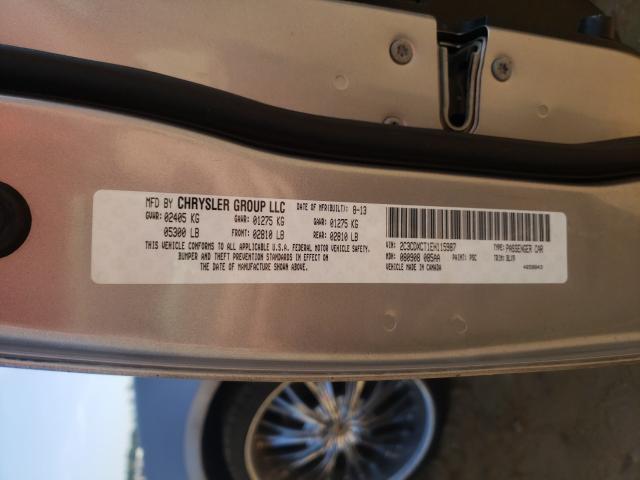 MFD BY CHRYSLER GROUP LLC DATE OF MFR(BUILT): 8-13
GVWR: 02405 KG GAWR: 01275 KG GAWR: 01275 KG
05300 LB FRONT: 02810 LB REAR: 02810 LB
THIS VEHICLE CONFORMS TO ALL APPLICABLE U.S.A. FEDERAL MOTOR VEHICLE SAFETY,
BUMPER AND THEFT PREVENTION STANDARDS IN EFFECT ON
THE DATE OF MANUFACTURE SHOWN ABOVE.
VIN: 2C3CDXCT1EH115987 TYPE: PASSENGER CAR
MDH: 080908 085AA PAINT: PSC TRIM: BLX9
VEHICLE MADE IN CANADA